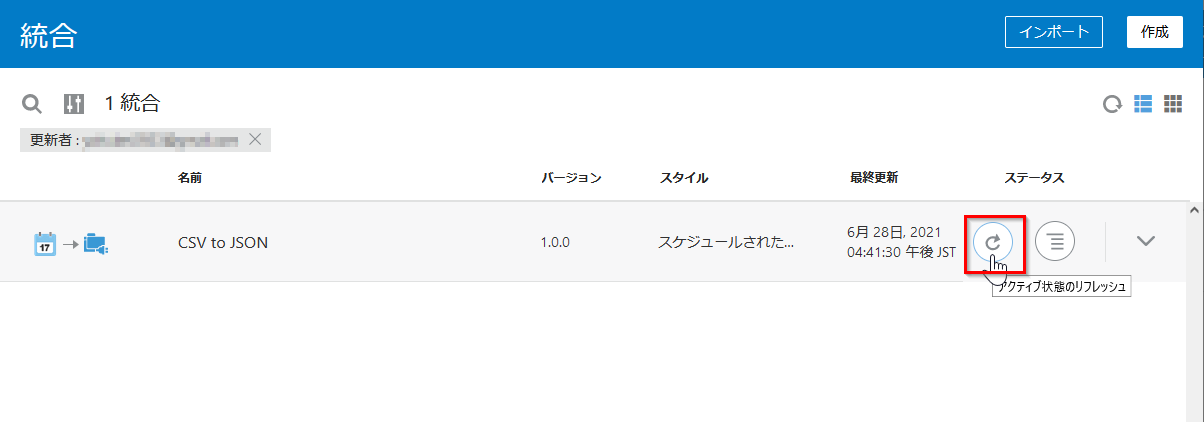 統合
インポート
作成
1 統合
更新者 :
名前
バージョン
スタイル
最終更新
ステータス
17
CSV to JSON
1.0.0
スケジュールされた...
6月 28日, 2021
04:41:30 午後 JST
アクティブ状態のリフレッシュ